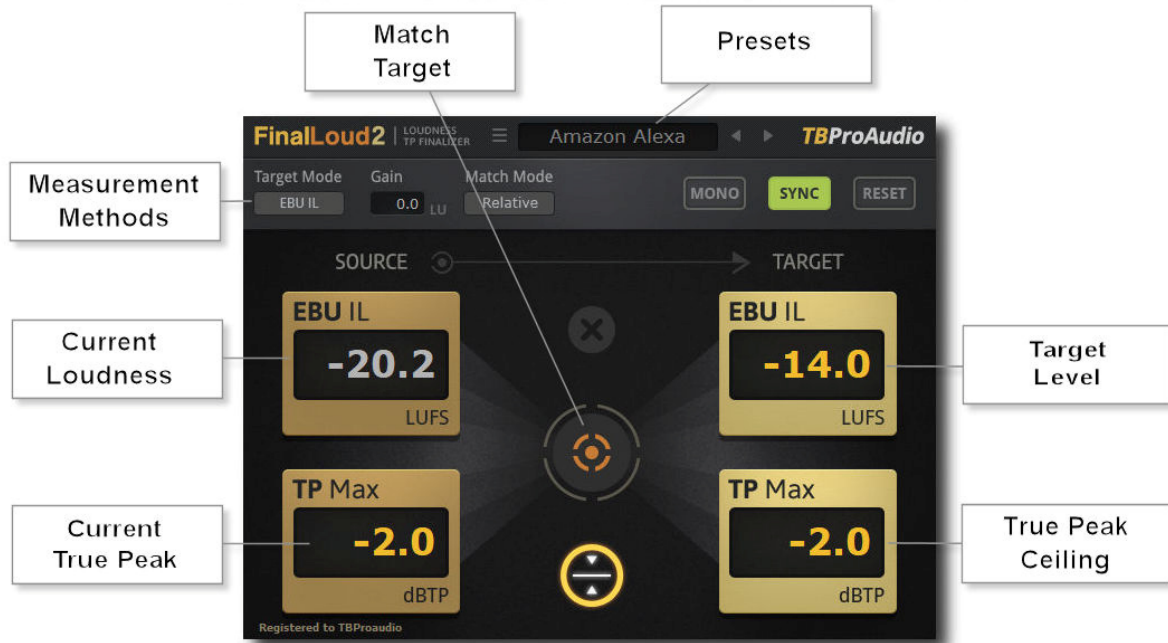 Match
Target
Presets
FinalLoud2 | LOUDNESS
TP FINALIZER
Amazon Alexa
TBProAudio
Measurement
Methods
Target Mode Gain Match Mode
EBU IL 0.0 LU Relative MONO SYNC RESET
SOURCE TARGET
EBU IL
-20.2
LUFS
EBU IL
-14.0
LUFS
Current
Loudness
Target
Level
TP Max
-2.0
dBTP
TP Max
-2.0
dBTP
Current
True Peak
True Peak
Ceiling
Registered to TBProaudio